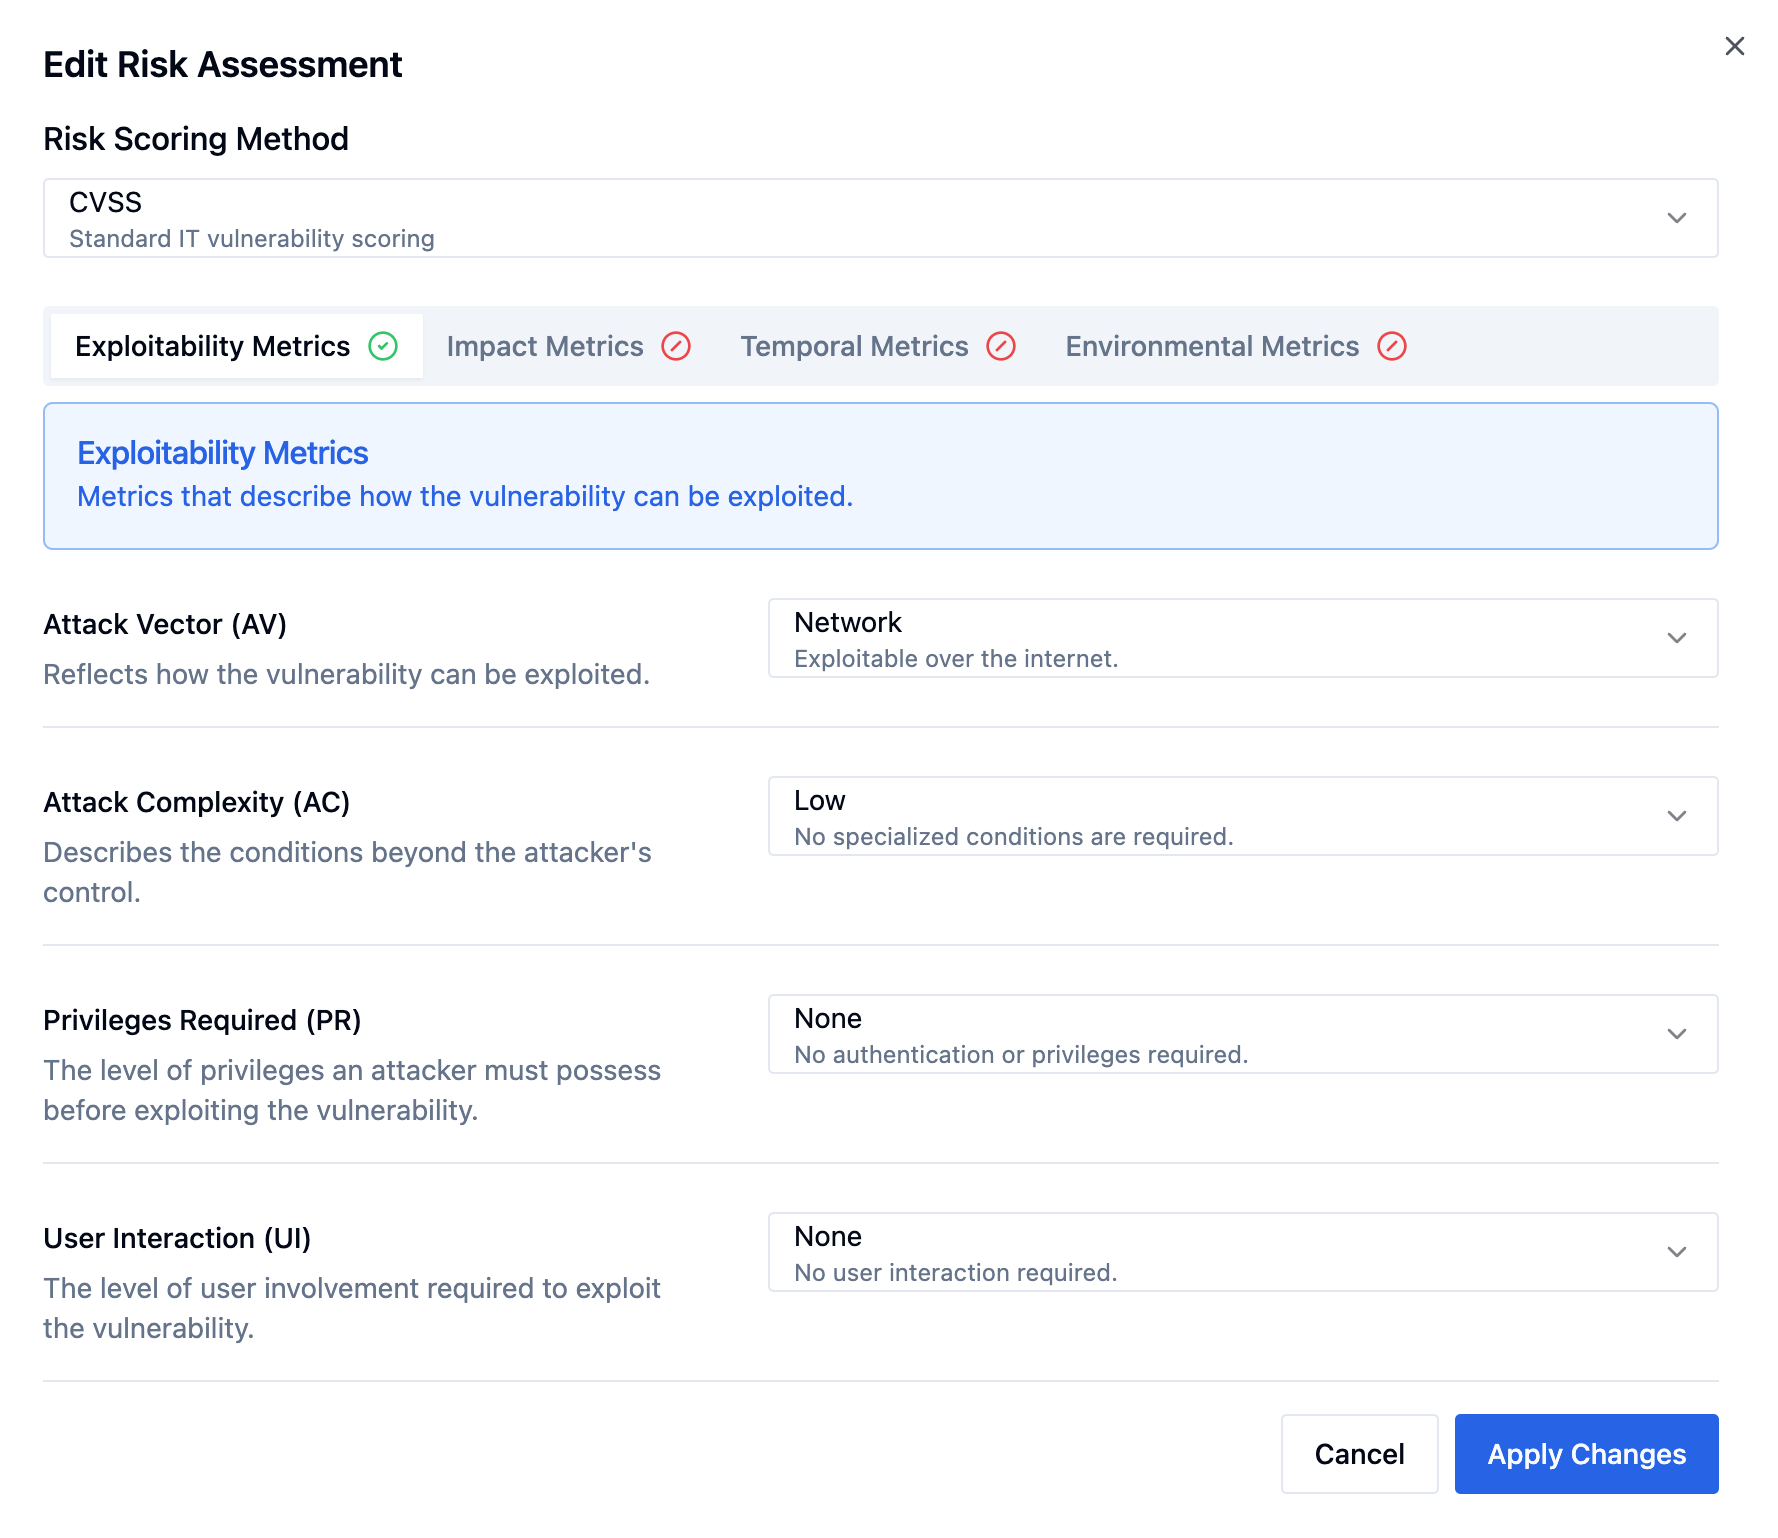 Edit Risk Assessment
Risk Scoring Method
CVSS
Standard IT vulnerability scoring
Exploitability Metrics Impact Metrics Temporal Metrics Environmental Metrics
Exploitability Metrics
Metrics that describe how the vulnerability can be exploited.
Attack Vector (AV)
Reflects how the vulnerability can be exploited.
Network
Exploitable over the internet.
Attack Complexity (AC)
Describes the conditions beyond the attacker's
control.
Low
No specialized conditions are required.
Privileges Required (PR)
The level of privileges an attacker must possess
before exploiting the vulnerability.
None
No authentication or privileges required.
User Interaction (UI)
The level of user involvement required to exploit
the vulnerability.
None
No user interaction required.
Cancel Apply Changes